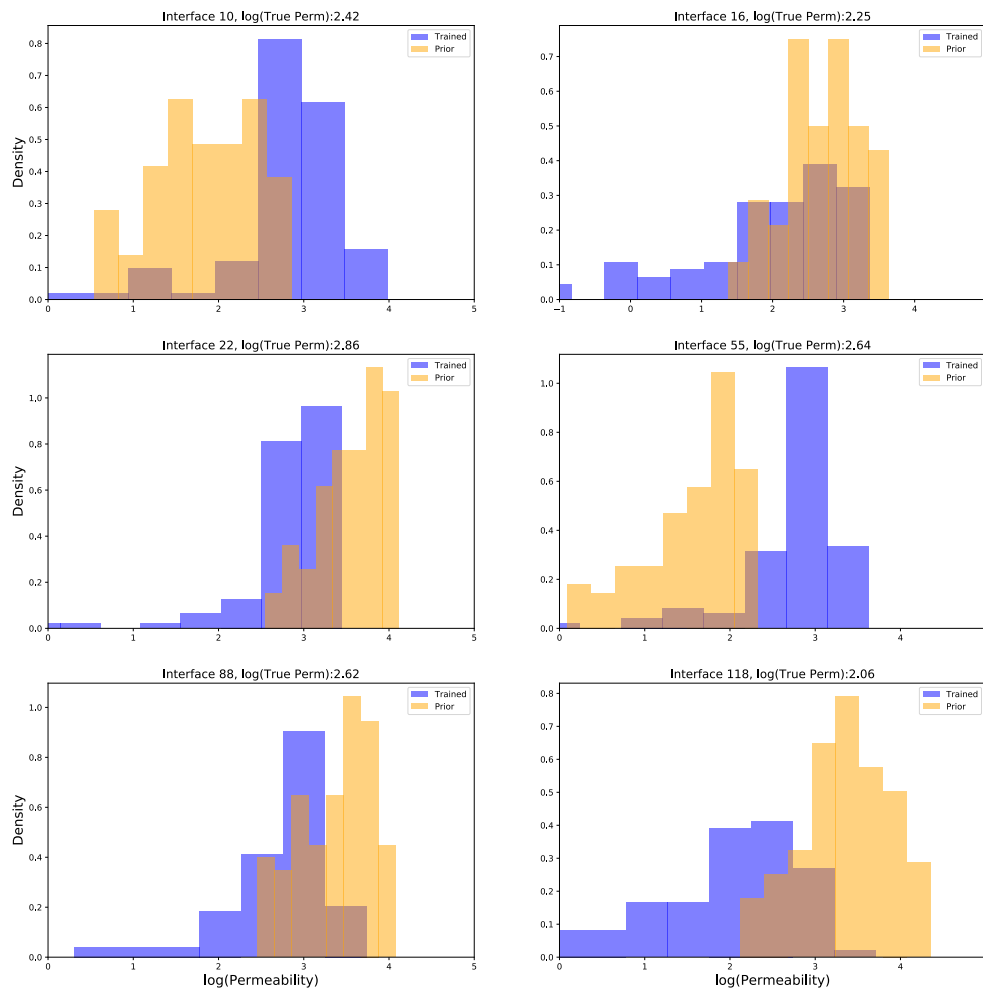 Interface 10, log(True Perm):2.42
Trained
Prior
Density
0.8
0.7
0.6
0.5
0.4
0.3
0.2
0.1
0.0
0 1 2 3 4 5
Interface 16, log(True Perm):2.25
Trained
Prior
0.7
0.6
0.5
0.4
0.3
0.2
0.1
0.0
−1 0 1 2 3 4
Interface 22, log(True Perm):2.86
Trained
Prior
Density
1.0
0.8
0.6
0.4
0.2
0.0
0 1 2 3 4 5
Interface 55, log(True Perm):2.64
Trained
Prior
1.0
0.8
0.6
0.4
0.2
0.0
0 1 2 3 4
Interface 88, log(True Perm):2.62
Trained
Prior
Density
1.0
0.8
0.6
0.4
0.2
0.0
0 1 2 3 4 5
log(Permeability)
Interface 118, log(True Perm):2.06
Trained
Prior
0.8
0.7
0.6
0.5
0.4
0.3
0.2
0.1
0.0
0 1 2 3 4
log(Permeability)